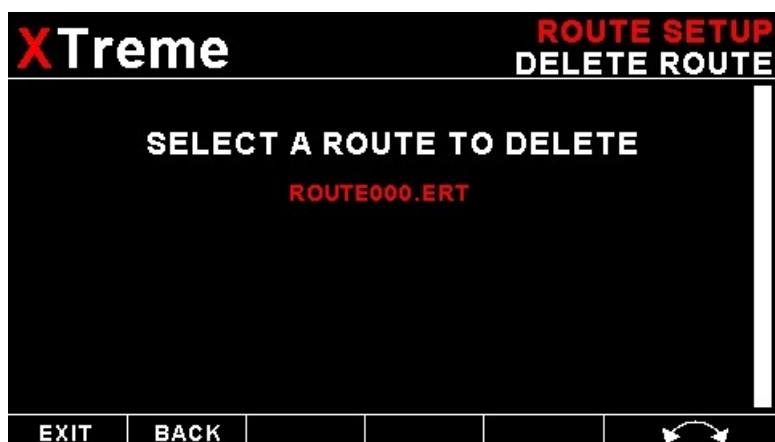 XTreme
ROUTE SETUP
DELETE ROUTE
SELECT A ROUTE TO DELETE
ROUTE000.ERT
EXIT BACK